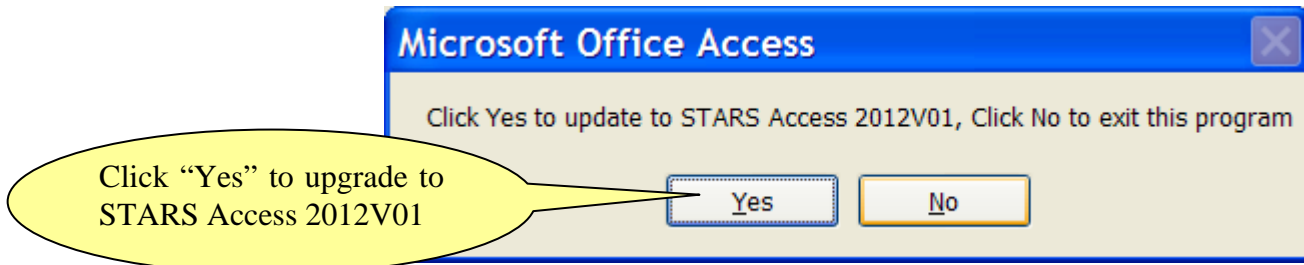 Microsoft Office Access
Click Yes to update to STARS Access 2012V01, Click No to exit this program
Click “Yes” to upgrade to
STARS Access 2012V01
Yes
No